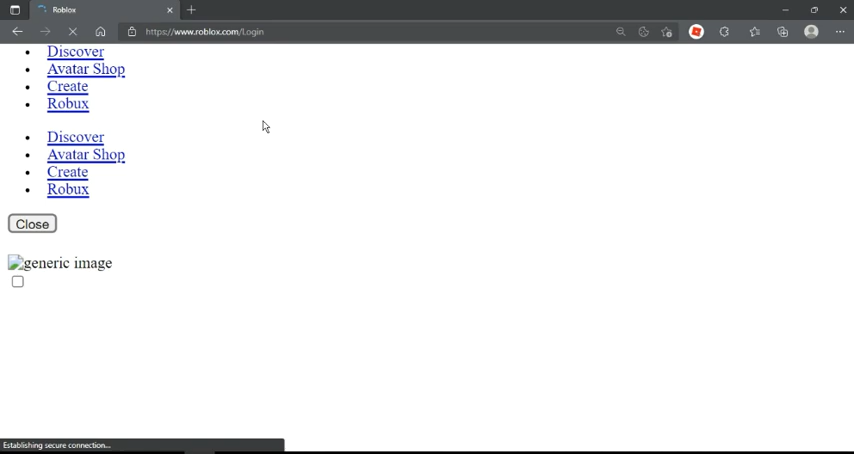 Roblox
https://www.roblox.com/Login
Discover
Avatar Shop
Create
Robux
Discover
Avatar Shop
Create
Robux
Close
generic image
Establishing secure connection...